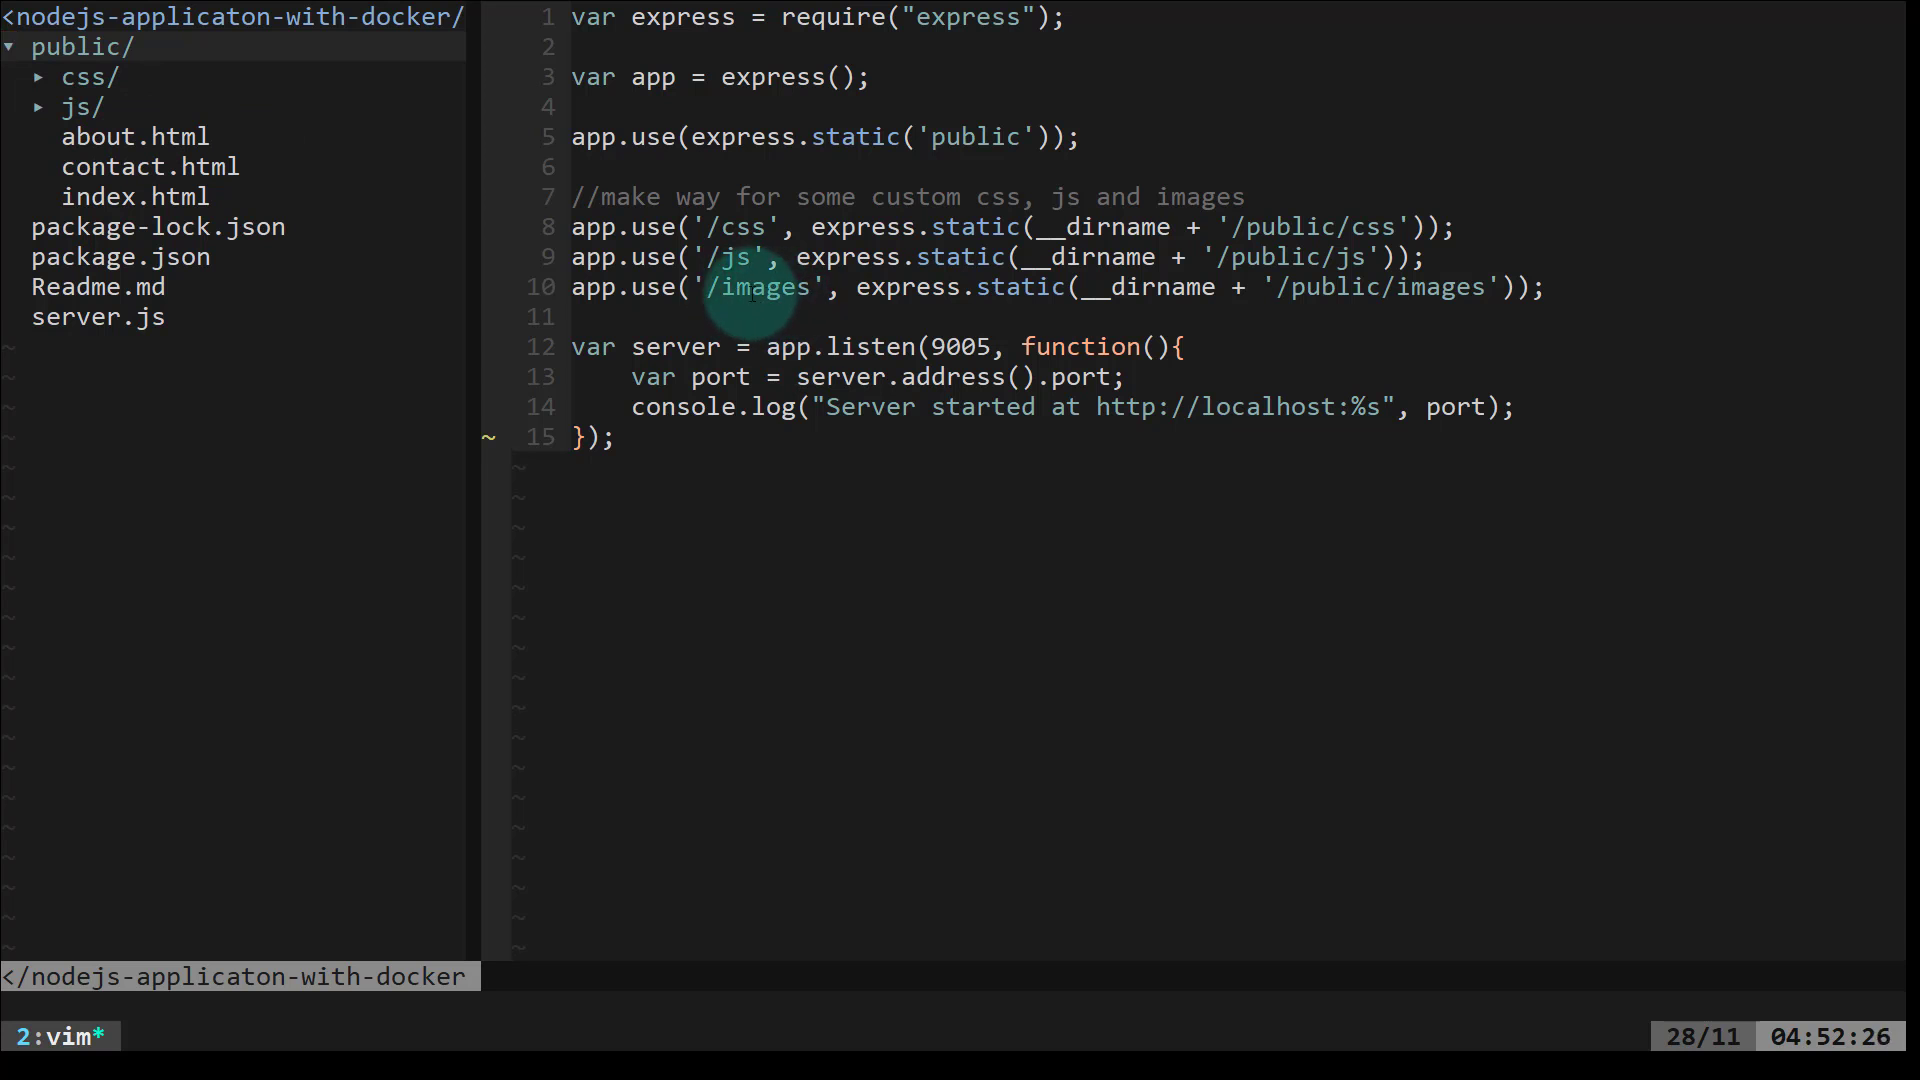 <nodejs-applicaton-with-docker/
▾ public/
▸ css/
▸ js/
about.html
contact.html
index.html
package-lock.json
package.json
Readme.md
server.js
</nodejs-applicaton-with-docker
1 var express = require("express");
2
3 var app = express();
4
5 app.use(express.static('public'));
6
7 //make way for some custom css, js and images
8 app.use('/css', express.static(__dirname + '/public/css'));
9 app.use('/js', express.static(__dirname + '/public/js'));
10 app.use('/images', express.static(__dirname + '/public/images'));
11
12 var server = app.listen(9005, function(){
13     var port = server.address().port;
14     console.log("Server started at http://localhost:%s", port);
~ 15 });
2:vim*
28/11 04:52:26